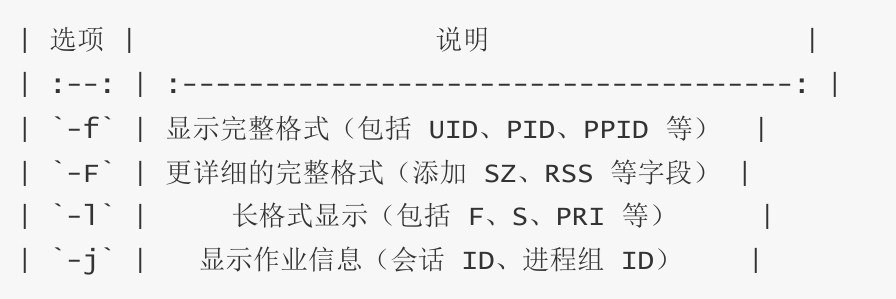 | 选项 | 说明 |
| :--: | :-------------------------------------: |
| `-f` | 显示完整格式（包括 UID、PID、PPID 等） |
| `-F` | 更详细的完整格式（添加 SZ、RSS 等字段） |
| `-l` | 长格式显示（包括 F、S、PRI 等） |
| `-j` | 显示作业信息（会话 ID、进程组 ID） |